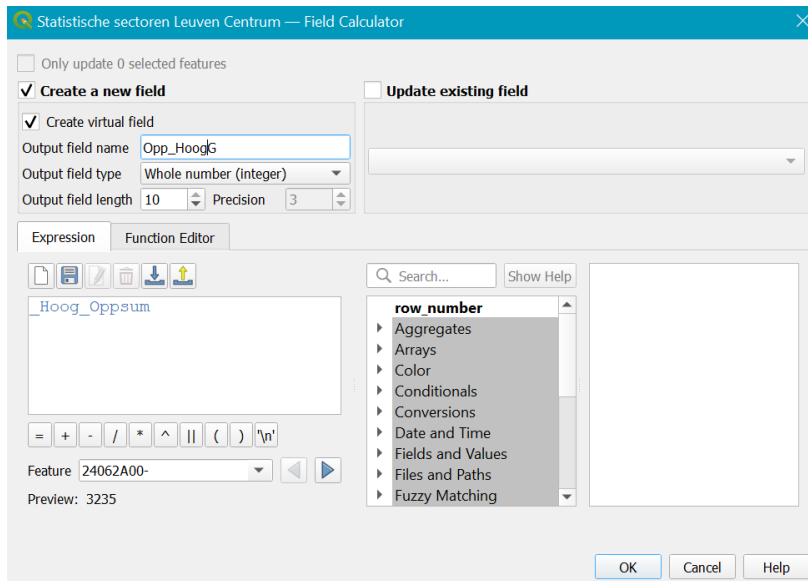 Statistische sectoren Leuven Centrum — Field Calculator
Only update 0 selected features
Create a new field
Update existing field
Create virtual field
Output field name Opp_HoogG
Output field type Whole number (integer)
Output field length 10 Precision 3
Expression Function Editor
Search... Show Help
_Hoog_Oppsum
row_number
Aggregates
Arrays
Color
Conditionals
Conversions
Date and Time
Fields and Values
Files and Paths
Fuzzy Matching
= + - / * ^ || ( ) '\n'
Feature 24062A00-
Preview: 3235
OK Cancel Help